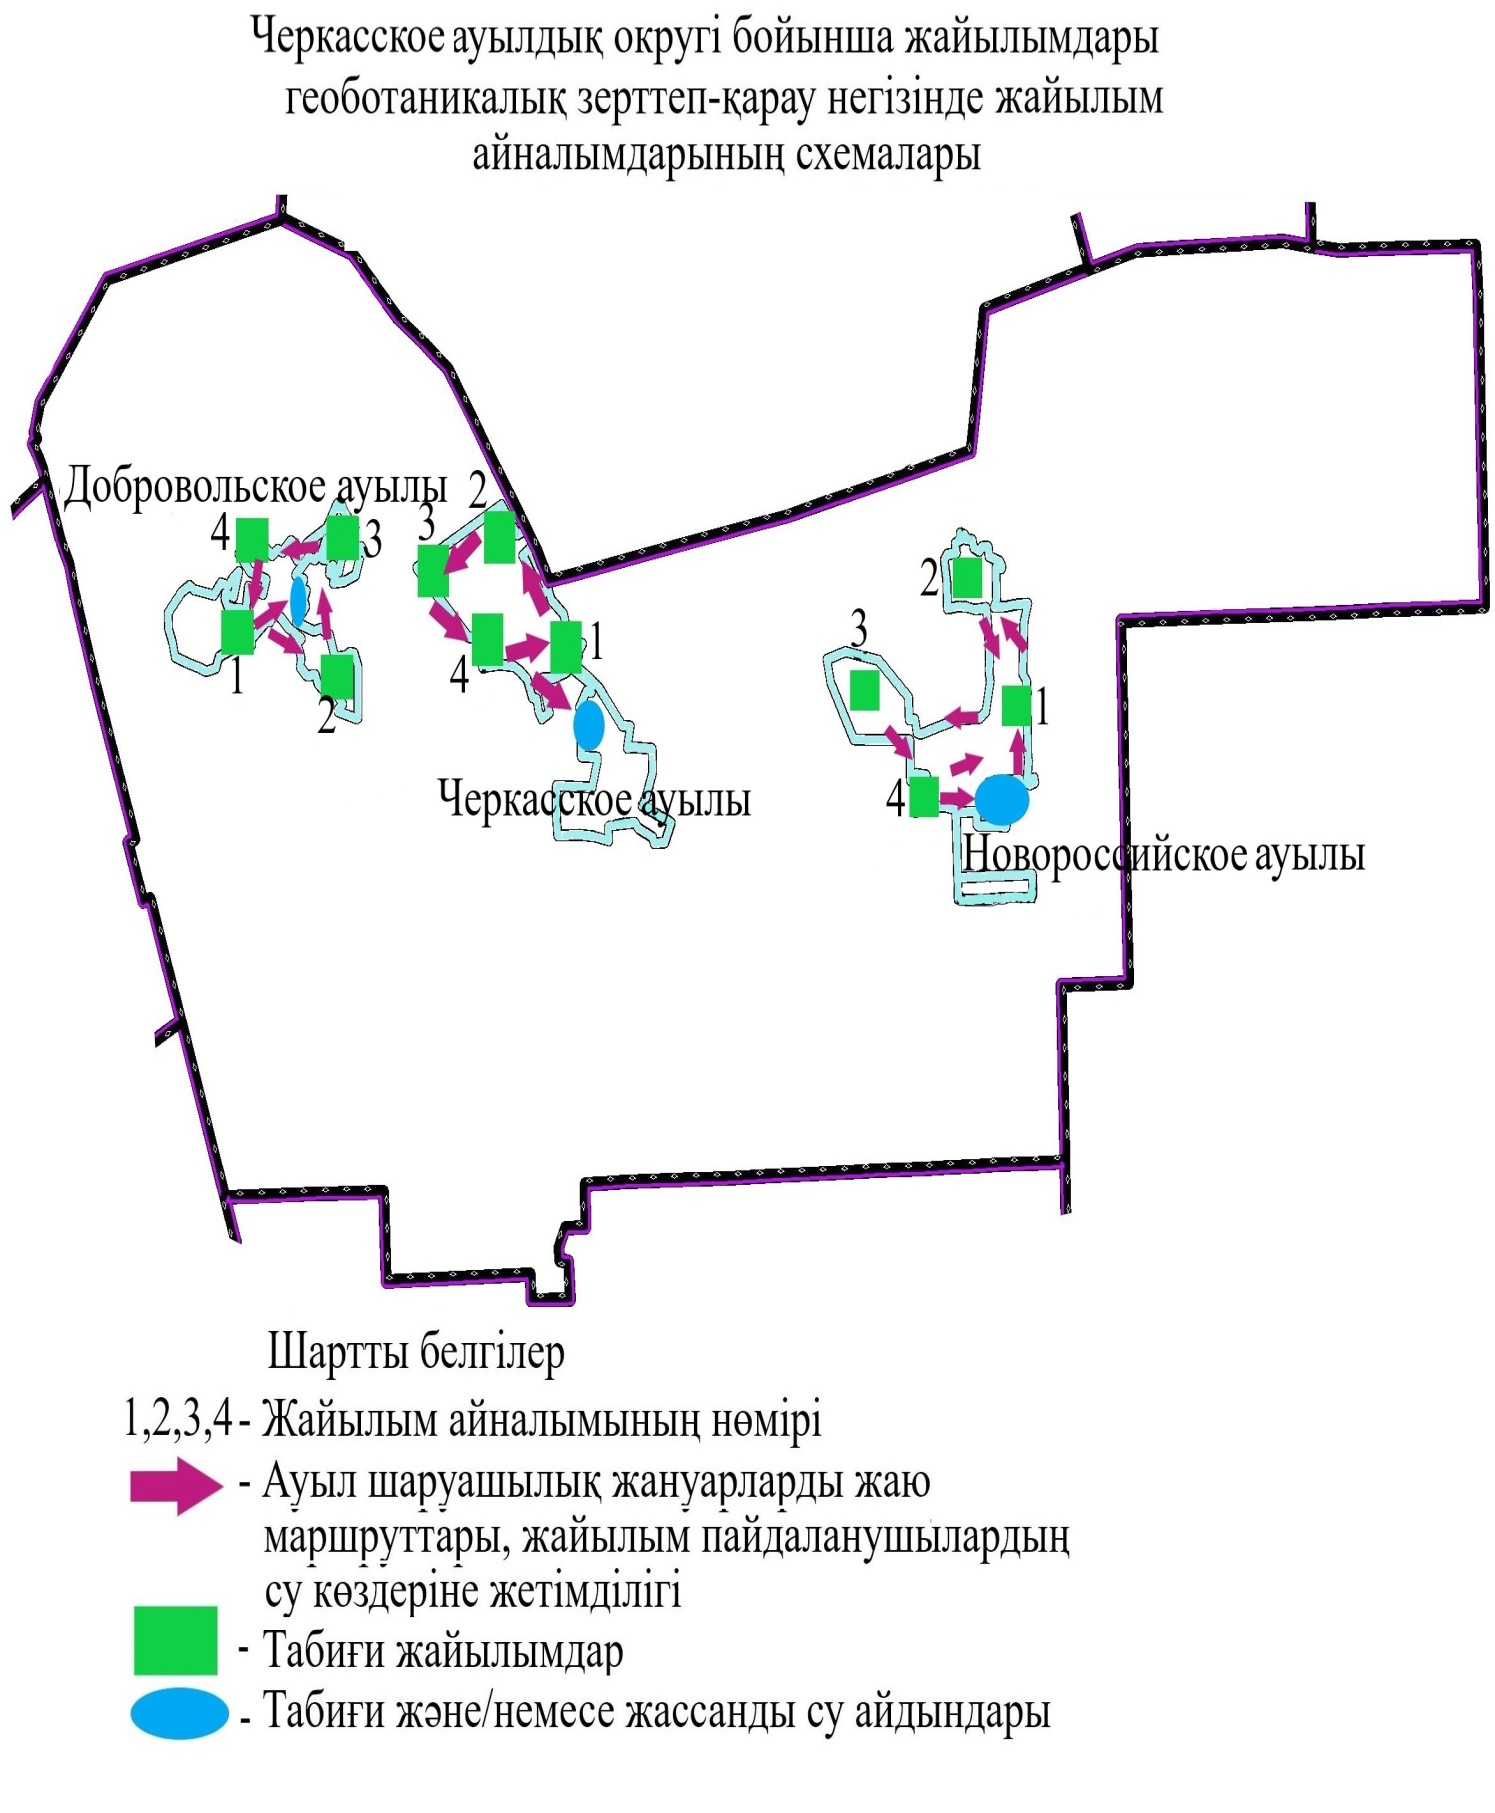 Черкасское ауылдық округі бойынша жайылымдары
геоботаникалық зерттеп-қарау негізінде жайылым
айналымдарының схемалары
Добровольское ауылы
4
3
1
2
2
3
4
1
Черкасское ауылы
2
3
1
4
Новороссийское ауылы
Шартты белгілер
1,2,3,4 - Жайылым айналымының нөмірі
- Ауыл шаруашылық жануарларды жаю
маршруттары, жайылым пайдаланушылардың
су көздеріне жетімділігі
- Табиғи жайылымдар
- Табиғи және/немесе жассанды су айдындары